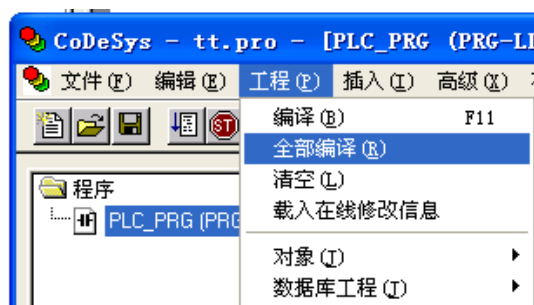 CoDeSys - tt.pro - [PLC_PRG (PRG-L
文件(F) 编辑(E) 工程(P) 插入(I) 高级(X)
编译(B) F11
全部编译(R)
清空(L)
载入在线修改信息
程序
PLC_PRG (PRG
对象(J)
数据库工程(T)